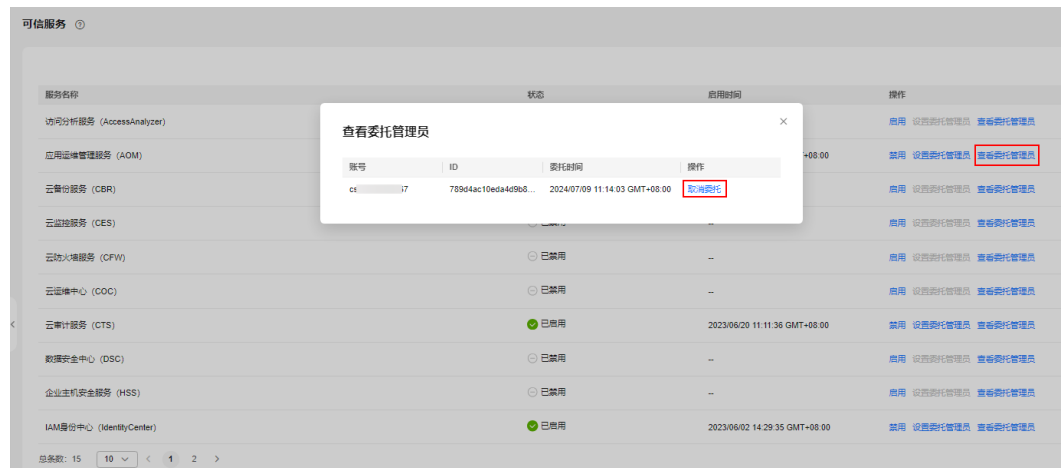 可信服务
服务名称 状态 启用时间 操作
访问分析服务 (AccessAnalyzer) 启用 设置委托管理员 查看委托管理员
查看委托管理员
应用运维管理服务 (AOM) +08:00 禁用 设置委托管理员 查看委托管理员
账号 ID 委托时间 操作
云备份服务 (CBR) 启用 设置委托管理员 查看委托管理员
cs 57 789d4ac10eda4d9b8... 2024/07/09 11:14:03 GMT+08:00 取消委托
云监控服务 (CES) 已禁用 -- 启用 设置委托管理员 查看委托管理员
云防火墙服务 (CFW) 已禁用 -- 启用 设置委托管理员 查看委托管理员
云运维中心 (COC) 已禁用 -- 启用 设置委托管理员 查看委托管理员
云审计服务 (CTS) 已启用 2023/06/20 11:11:36 GMT+08:00 禁用 设置委托管理员 查看委托管理员
数据安全中心 (DSC) 已禁用 -- 启用 设置委托管理员 查看委托管理员
企业主机安全服务 (HSS) 已禁用 -- 启用 设置委托管理员 查看委托管理员
IAM身份中心 (IdentityCenter) 已启用 2023/06/02 14:29:35 GMT+08:00 禁用 设置委托管理员 查看委托管理员
总条数: 15 10 < 1 2 >